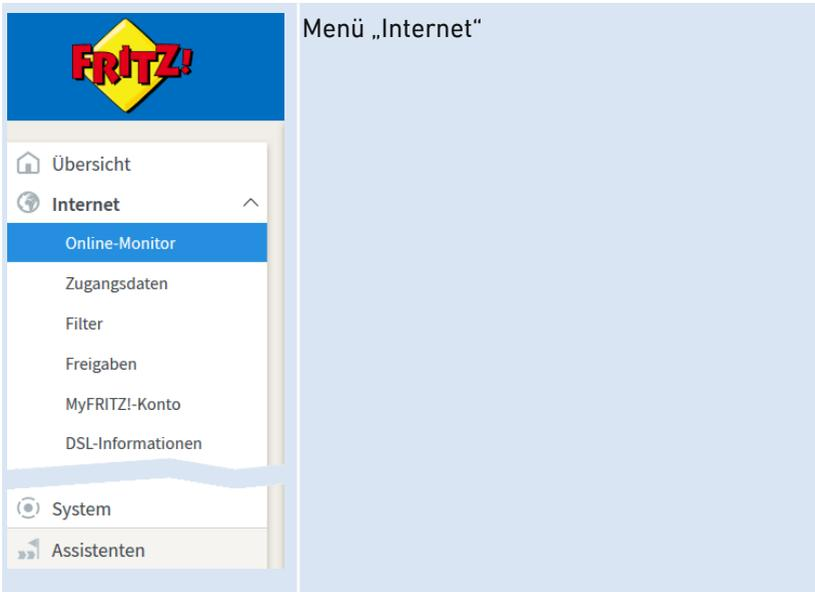 FRITZ!
Menü „Internet“
Übersicht
Internet
Online-Monitor
Zugangsdaten
Filter
Freigaben
MyFRITZ!-Konto
DSL-Informationen
System
Assistenten